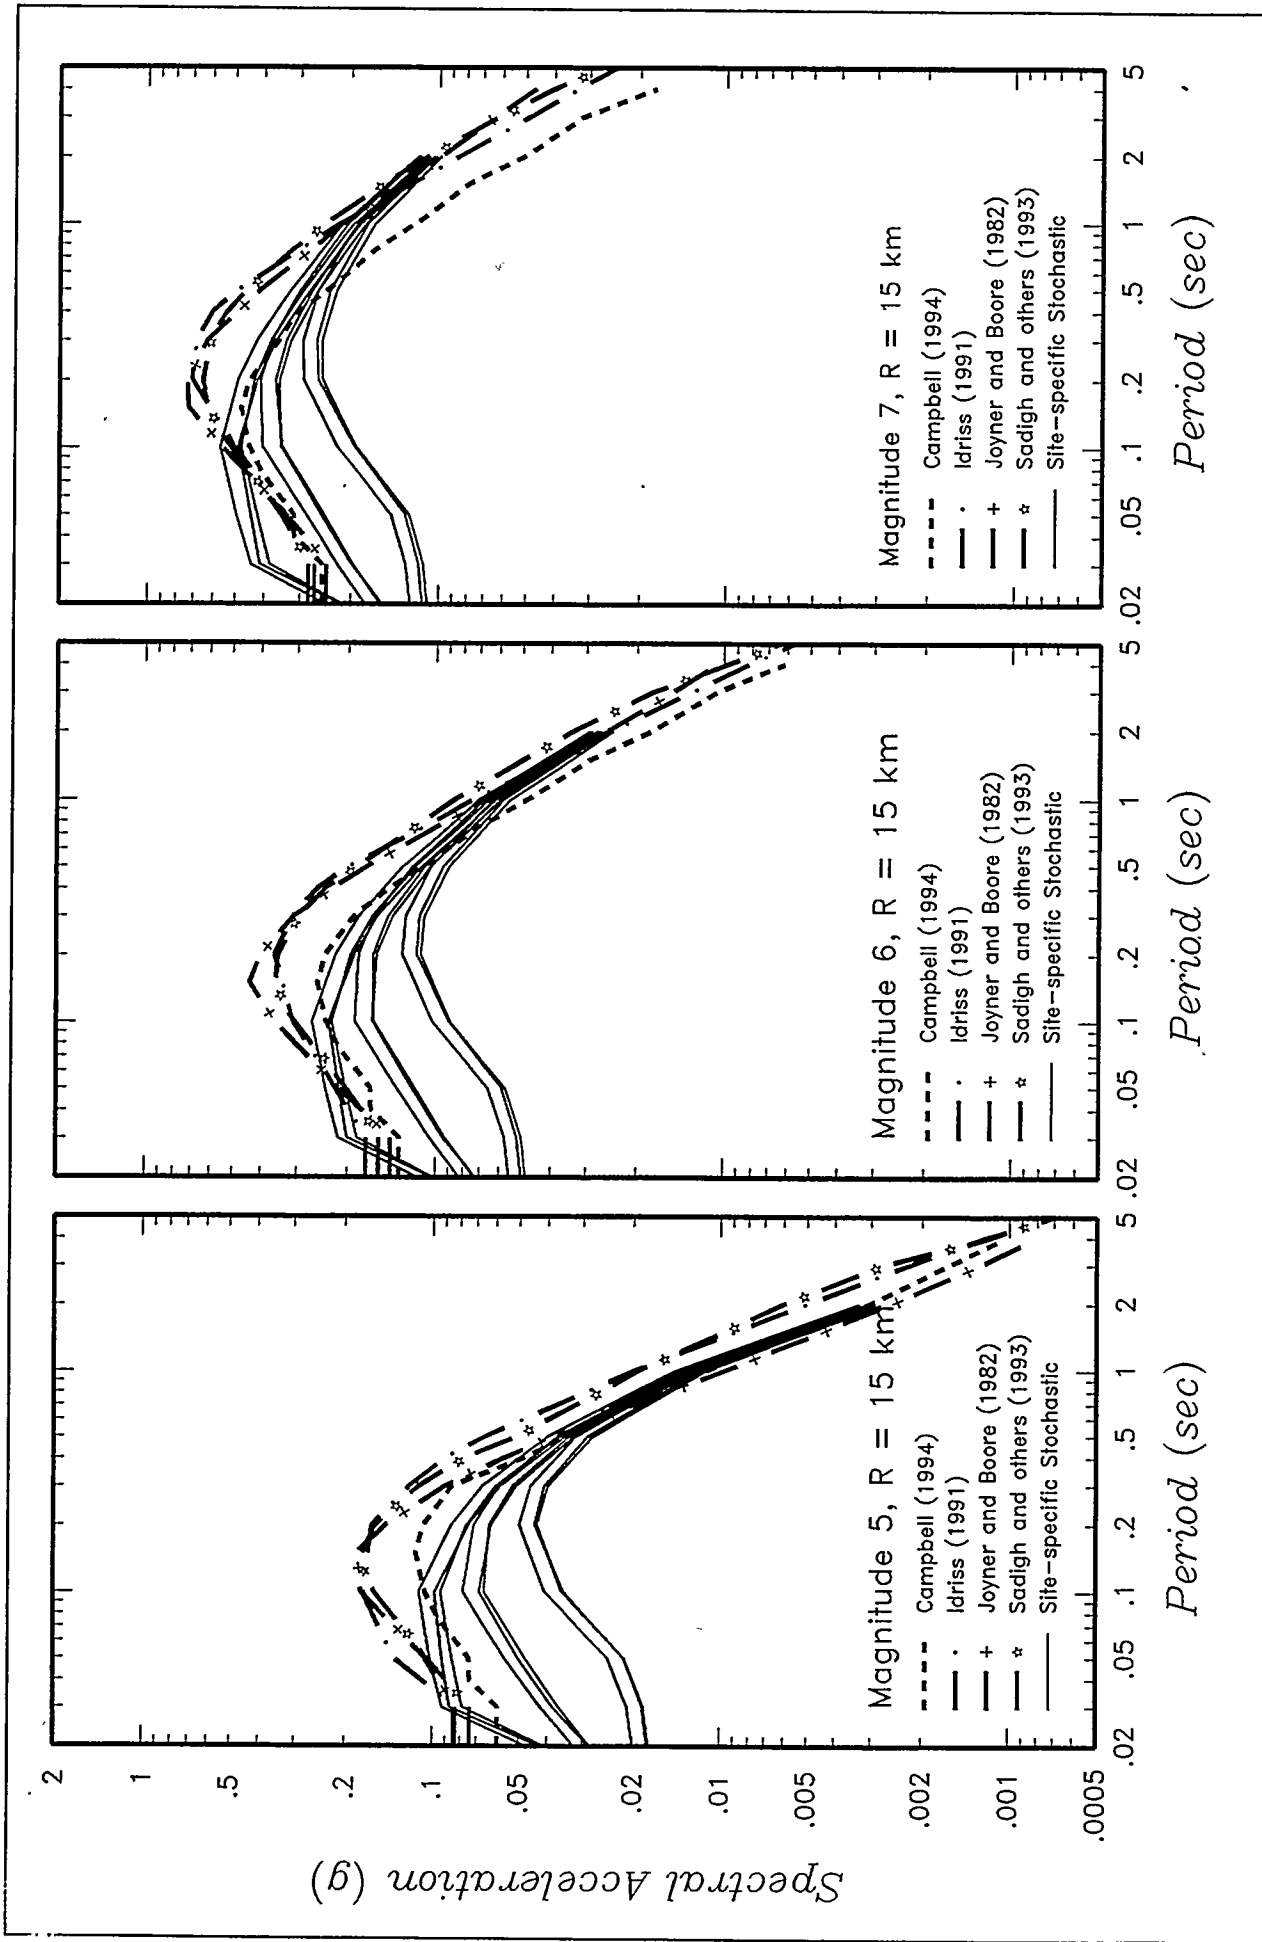 Spectral Acceleration (g)
2
1
.5
.2
.1
.05
.02
.01
.005
.002
.001
.0005
Magnitude 5, R = 15 km
Campbell (1994)
Idriss (1991)
Joyner and Boore (1982)
Sadigh and others (1993)
Site-specific Stochastic
.02 .05 .1 .2 .5 1 2 5
Period (sec)
Magnitude 6, R = 15 km
Campbell (1994)
Idriss (1991)
Joyner and Boore (1982)
Sadigh and others (1993)
Site-specific Stochastic
.02 .05 .1 .2 .5 1 2 5
Period (sec)
Magnitude 7, R = 15 km
Campbell (1994)
Idriss (1991)
Joyner and Boore (1982)
Sadigh and others (1993)
Site-specific Stochastic
.02 .05 .1 .2 .5 1 2 5
Period (sec)